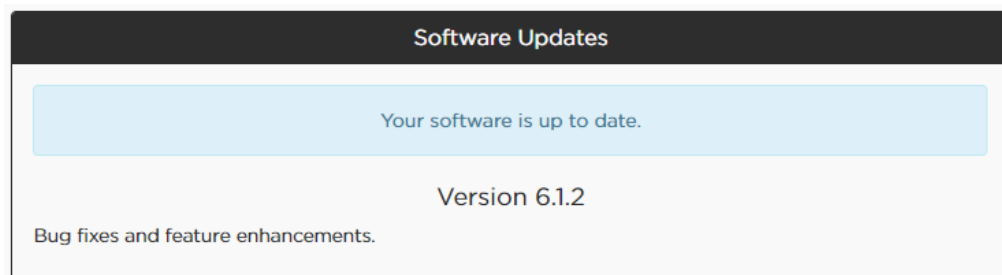 Software Updates
Your software is up to date.
Version 6.1.2
Bug fixes and feature enhancements.